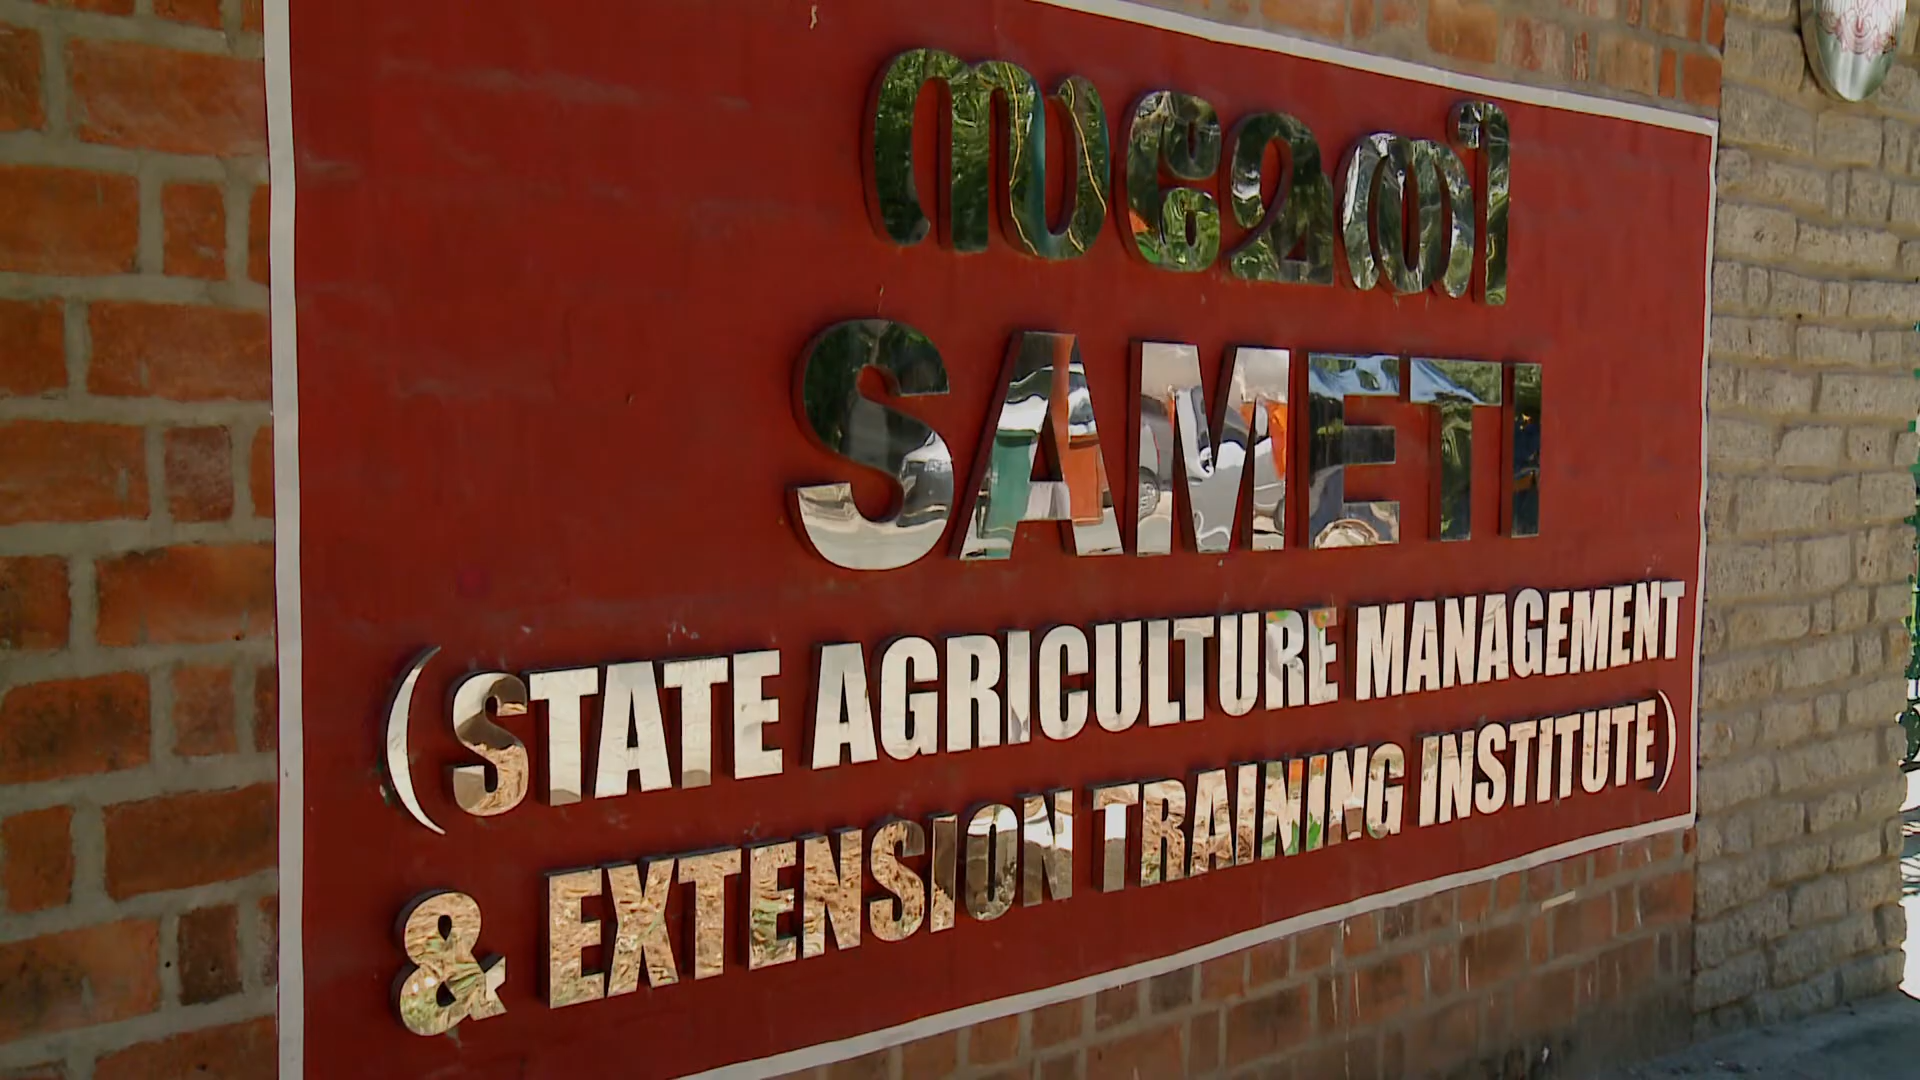 സമേതി
SAMETI
(STATE AGRICULTURE MANAGEMENT
& EXTENSION TRAINING INSTITUTE)